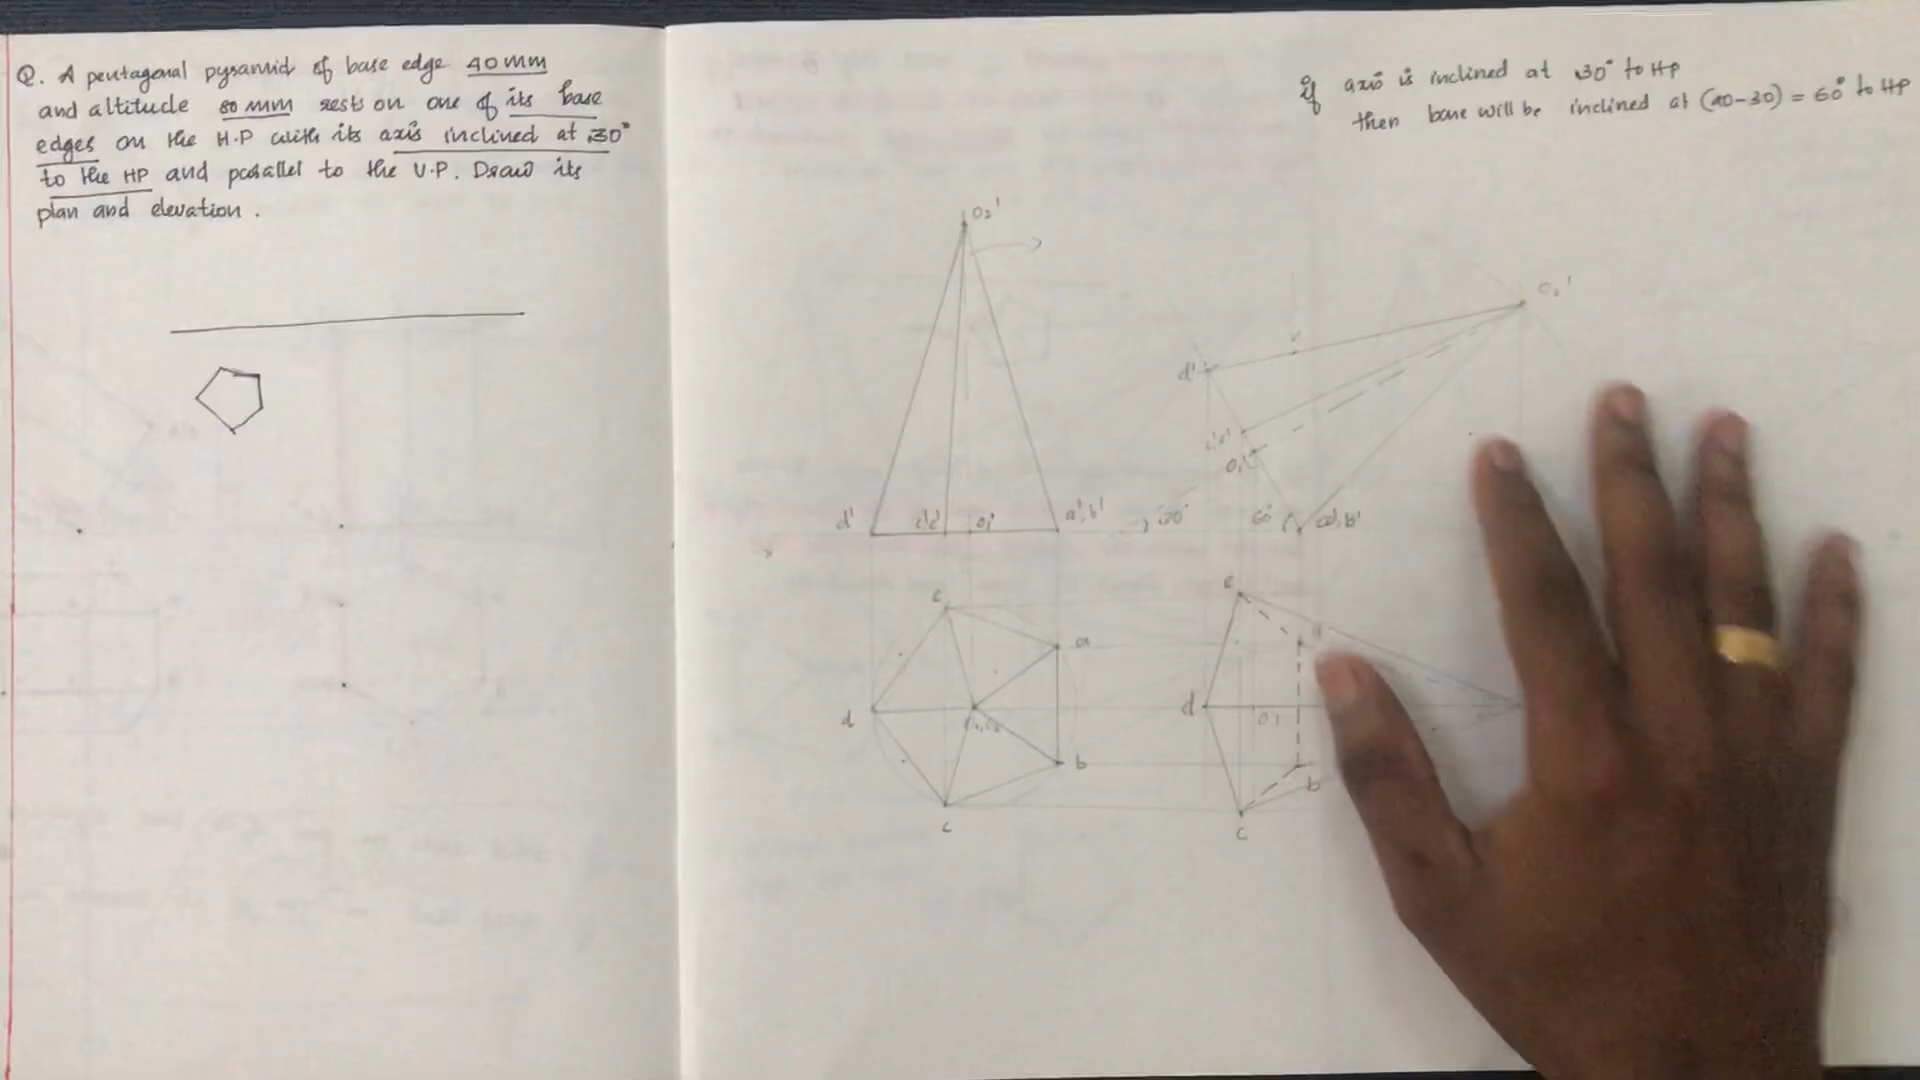 Q. A pentagonal pyramid of base edge 40 mm
and altitude 80 mm rests on one of its base
edges on the H.P with its axis inclined at 30°
to the HP and parallel to the V.P. Draw its
plan and elevation.
if axis is inclined at 30° to HP
then base will be inclined at (90-30) = 60° to HP
O2'
d'
c'e'
O1'
a', b'
e
a
d
O1,O2
b
c
d'
c'e'
O1'
30°
60°
a', b'
e
d
O1
b
c